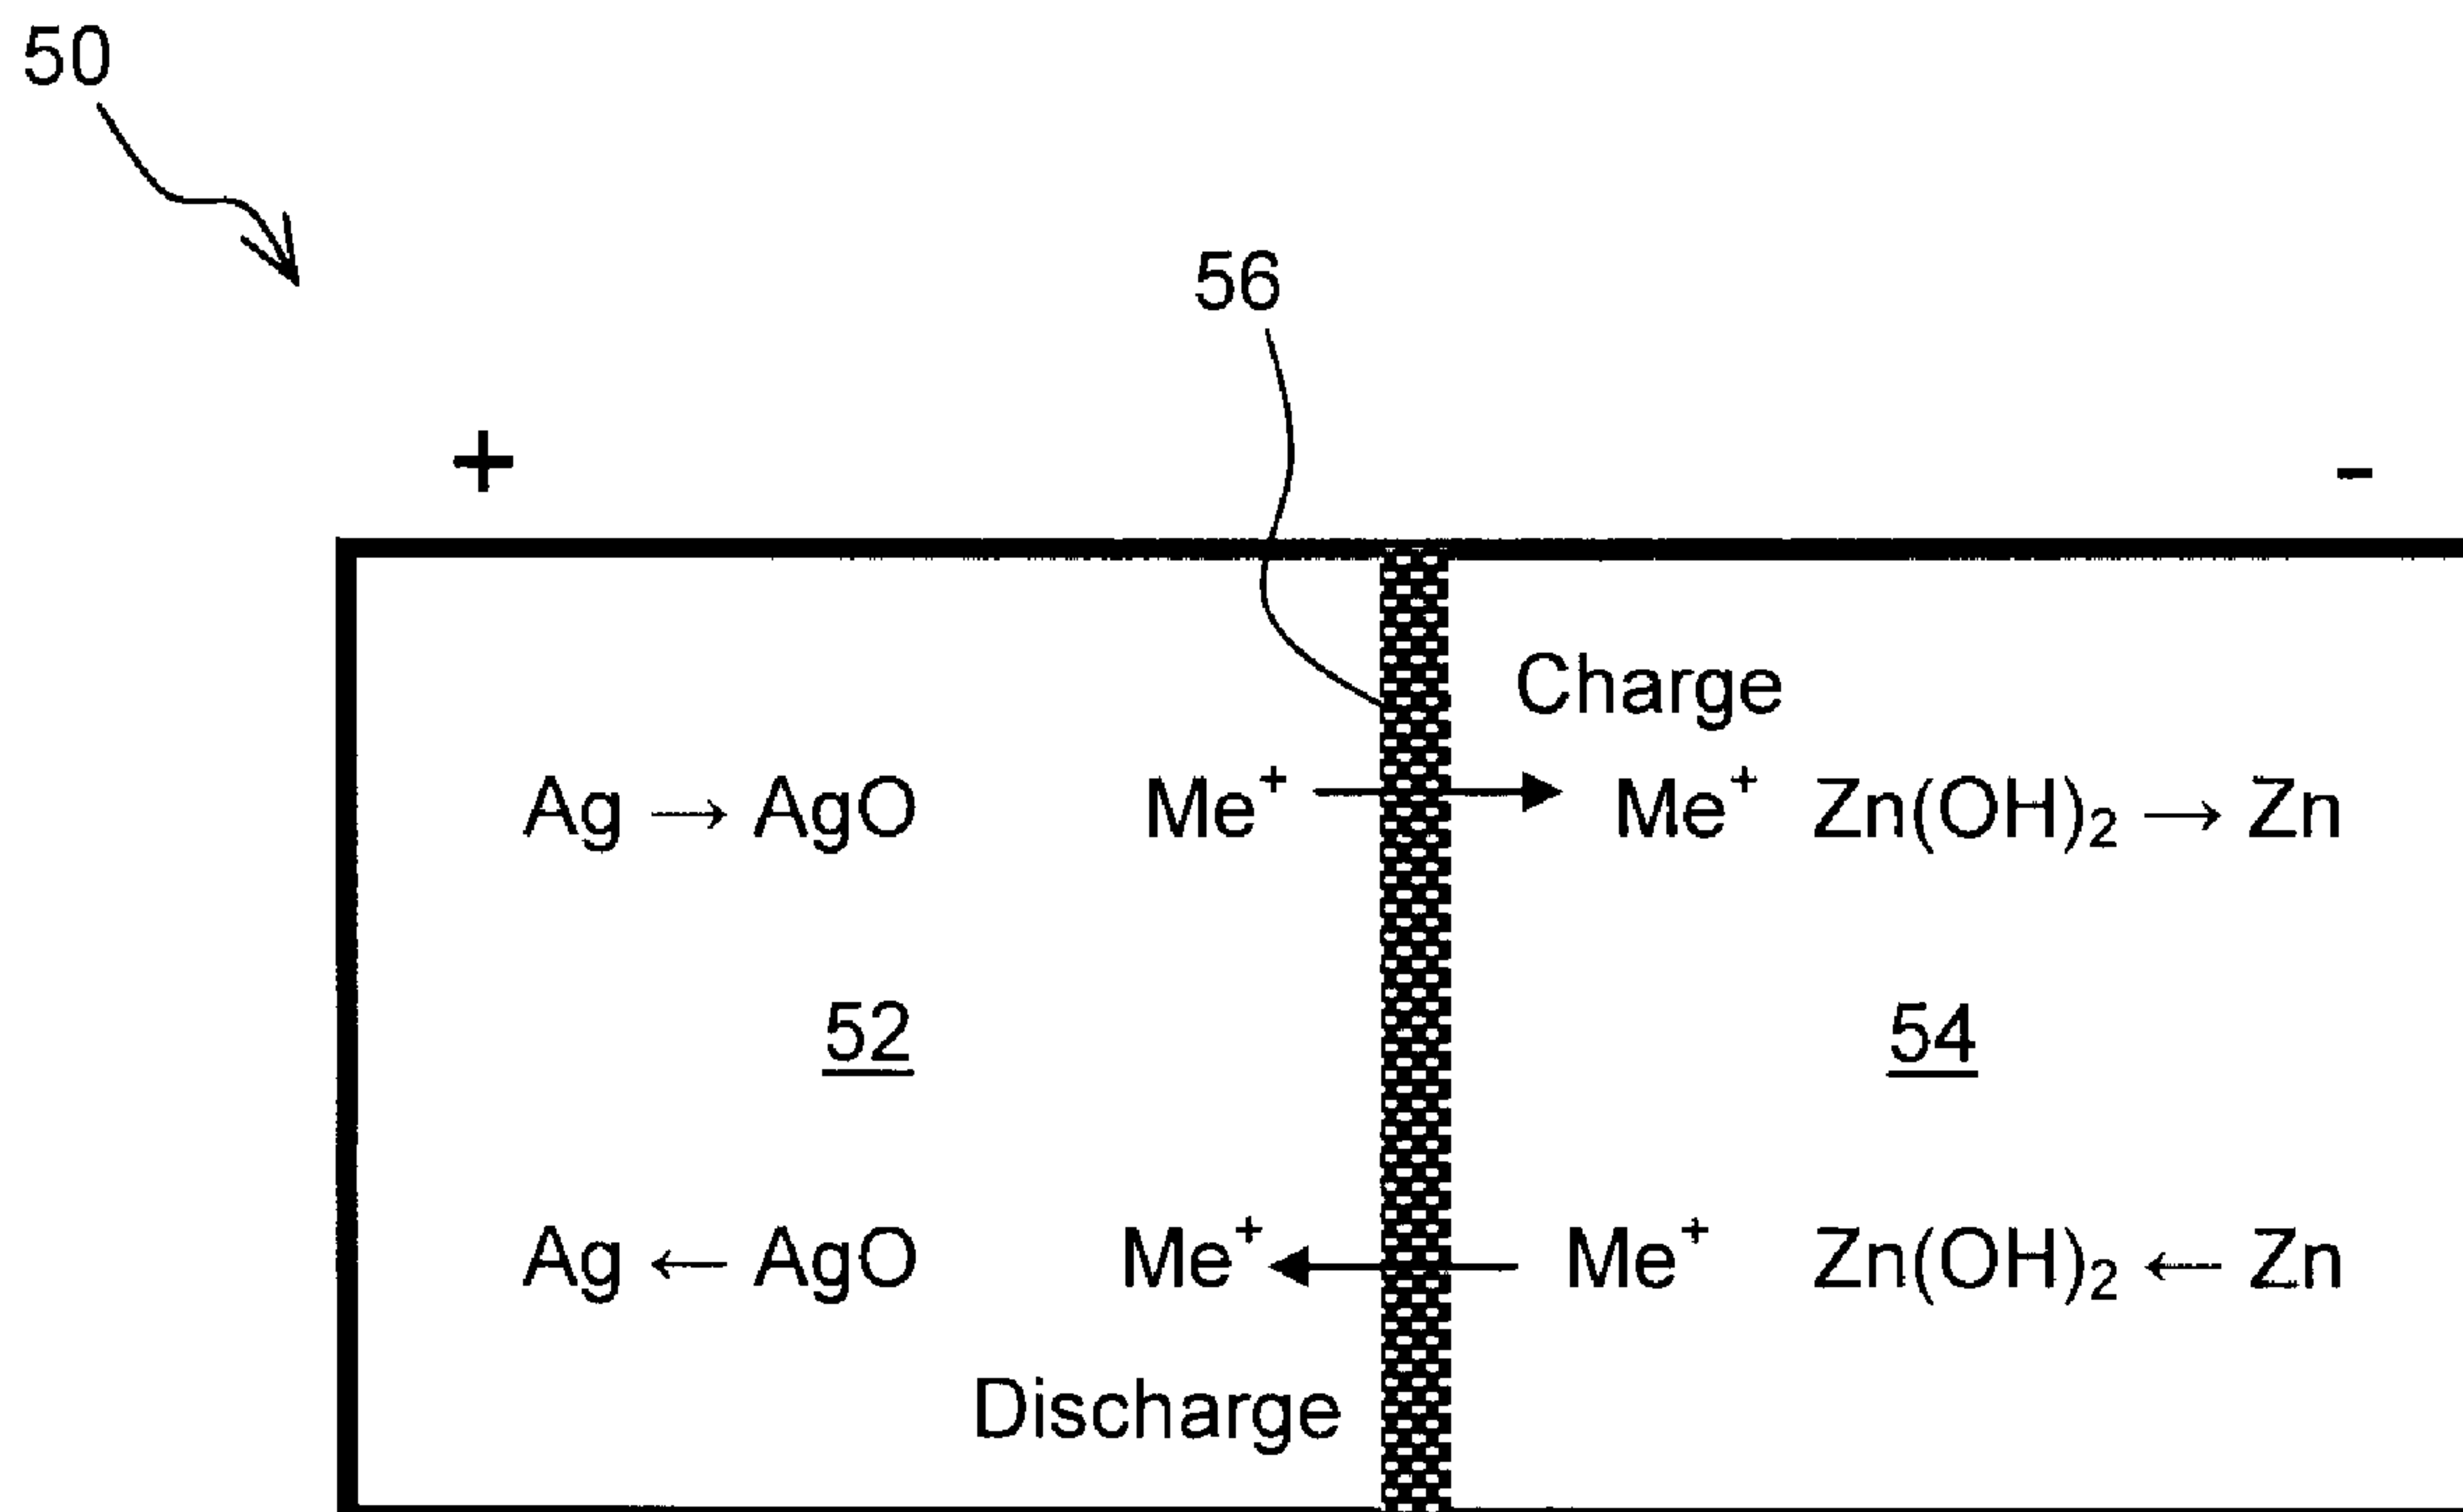 50
56
+ -
Charge
Ag → AgO Me⁺ → Me⁺ Zn(OH)₂ → Zn
52 54
Ag ← AgO Me⁺ ← Me⁺ Zn(OH)₂ ← Zn
Discharge